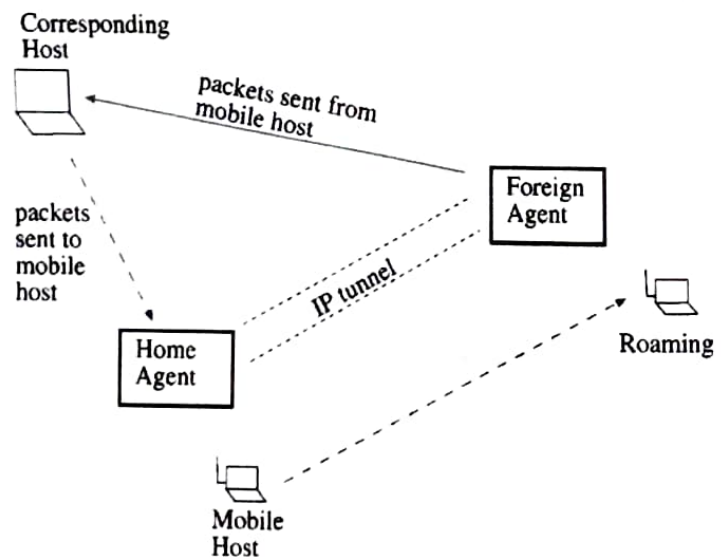 Corresponding
Host
packets sent from
mobile host
Foreign
Agent
packets
sent to
mobile
host
IP tunnel
Roaming
Home
Agent
Mobile
Host